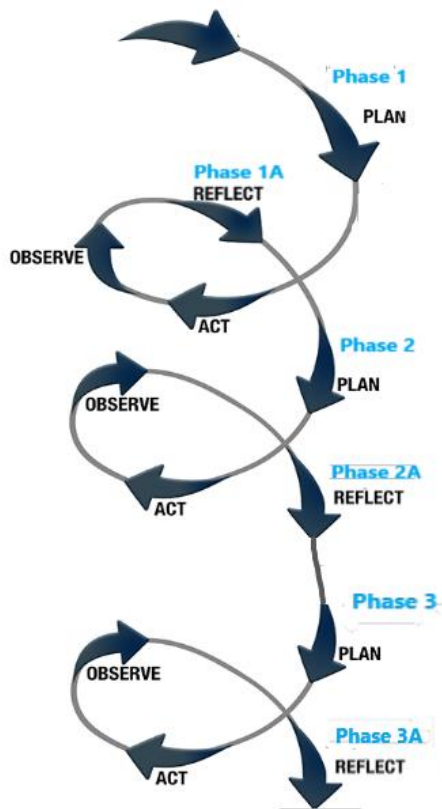 Phase 1
PLAN
Phase 1A
REFLECT
OBSERVE
ACT
Phase 2
PLAN
OBSERVE
ACT
Phase 2A
REFLECT
Phase 3
PLAN
OBSERVE
ACT
Phase 3A
REFLECT